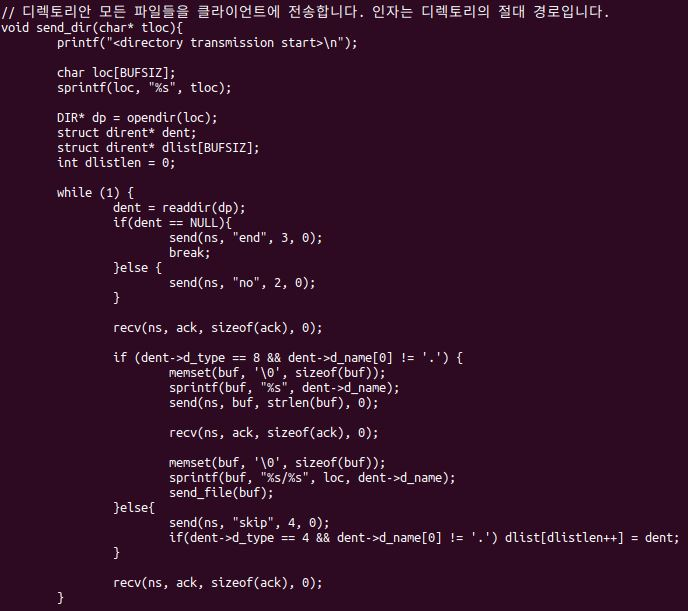 // 디렉토리안 모든 파일들을 클라이언트에 전송합니다. 인자는 디렉토리의 절대 경로입니다.
void send_dir(char* tloc){
        printf("<directory transmission start>\n");

        char loc[BUFSIZ];
        sprintf(loc, "%s", tloc);

        DIR* dp = opendir(loc);
        struct dirent* dent;
        struct dirent* dlist[BUFSIZ];
        int dlistlen = 0;

        while (1) {
                dent = readdir(dp);
                if(dent == NULL){
                        send(ns, "end", 3, 0);
                        break;
                }else {
                        send(ns, "no", 2, 0);
                }

                recv(ns, ack, sizeof(ack), 0);

                if (dent->d_type == 8 && dent->d_name[0] != '.') {
                        memset(buf, '\0', sizeof(buf));
                        sprintf(buf, "%s", dent->d_name);
                        send(ns, buf, strlen(buf), 0);

                        recv(ns, ack, sizeof(ack), 0);

                        memset(buf, '\0', sizeof(buf));
                        sprintf(buf, "%s/%s", loc, dent->d_name);
                        send_file(buf);
                }else{
                        send(ns, "skip", 4, 0);
                        if(dent->d_type == 4 && dent->d_name[0] != '.') dlist[dlistlen++] = dent;
                }

                recv(ns, ack, sizeof(ack), 0);
        }